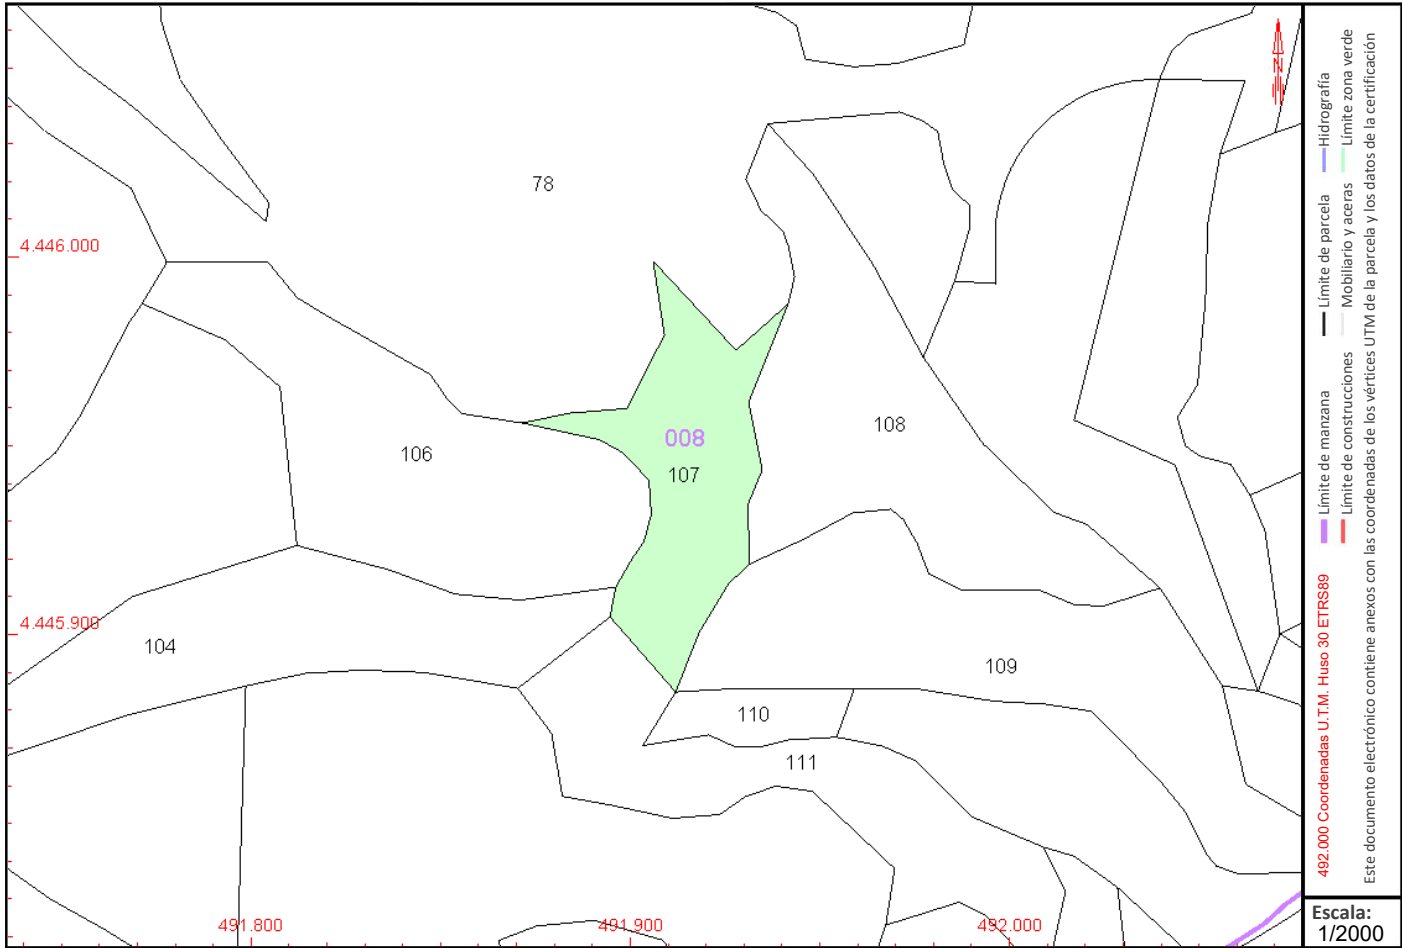 78
4.446.000
108
106
008
107
4.445.900
104
109
110
111
491.800
491.900
492.000
N
Hidrografía
Límite zona verde
Límite de parcela
Mobiliario y aceras
Límite de manzana
Límite de construcciones
492.000 Coordenadas U.T.M. Huso 30 ETRS89
Este documento electrónico contiene anexos con las coordenadas de los vértices UTM de la parcela y los datos de la certificación
Escala:
1/2000